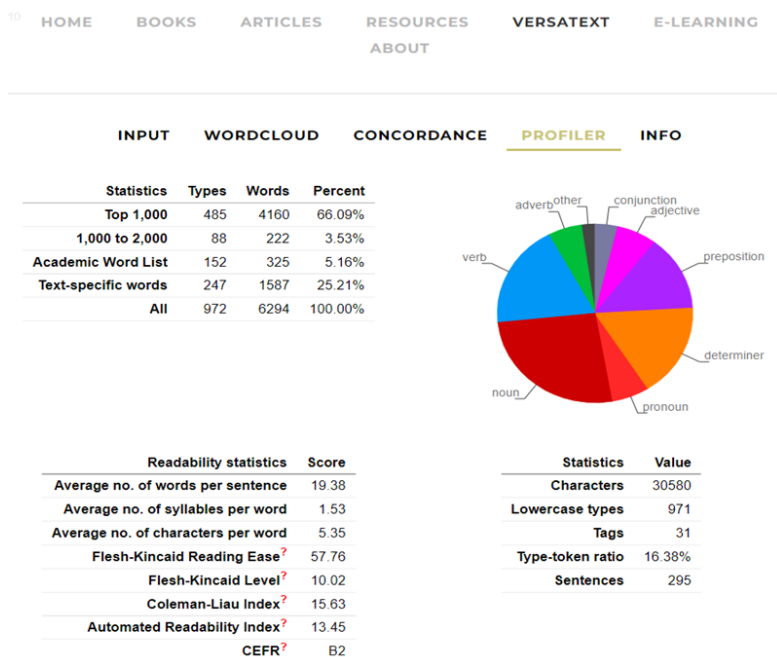 10 HOME BOOKS ARTICLES RESOURCES VERSATEXT E-LEARNING
ABOUT
INPUT WORDCLOUD CONCORDANCE PROFILER INFO
Statistics Types Words Percent
Top 1,000 485 4160 66.09%
1,000 to 2,000 88 222 3.53%
Academic Word List 152 325 5.16%
Text-specific words 247 1587 25.21%
All 972 6294 100.00%
adverb other conjunction
adjective
verb preposition
determiner
noun
pronoun
Readability statistics Score
Average no. of words per sentence 19.38
Average no. of syllables per word 1.53
Average no. of characters per word 5.35
Flesh-Kincaid Reading Ease? 57.76
Flesh-Kincaid Level? 10.02
Coleman-Liau Index? 15.63
Automated Readability Index? 13.45
CEFR? B2
Statistics Value
Characters 30580
Lowercase types 971
Tags 31
Type-token ratio 16.38%
Sentences 295